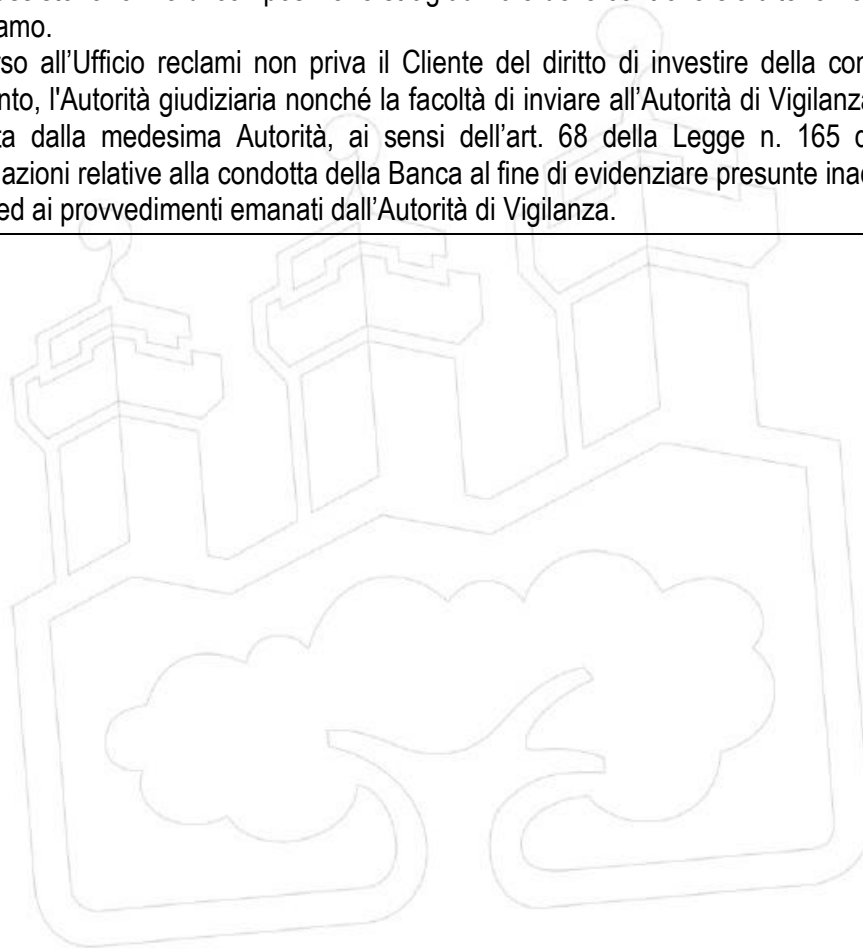 amo.
rso all’Ufficio reclami non priva il Cliente del diritto di investire della con
nto, l'Autorità giudiziaria nonché la facoltà di inviare all’Autorità di Vigilanza
ta dalla medesima Autorità, ai sensi dell’art. 68 della Legge n. 165 d
azioni relative alla condotta della Banca al fine di evidenziare presunte inad
ed ai provvedimenti emanati dall’Autorità di Vigilanza.